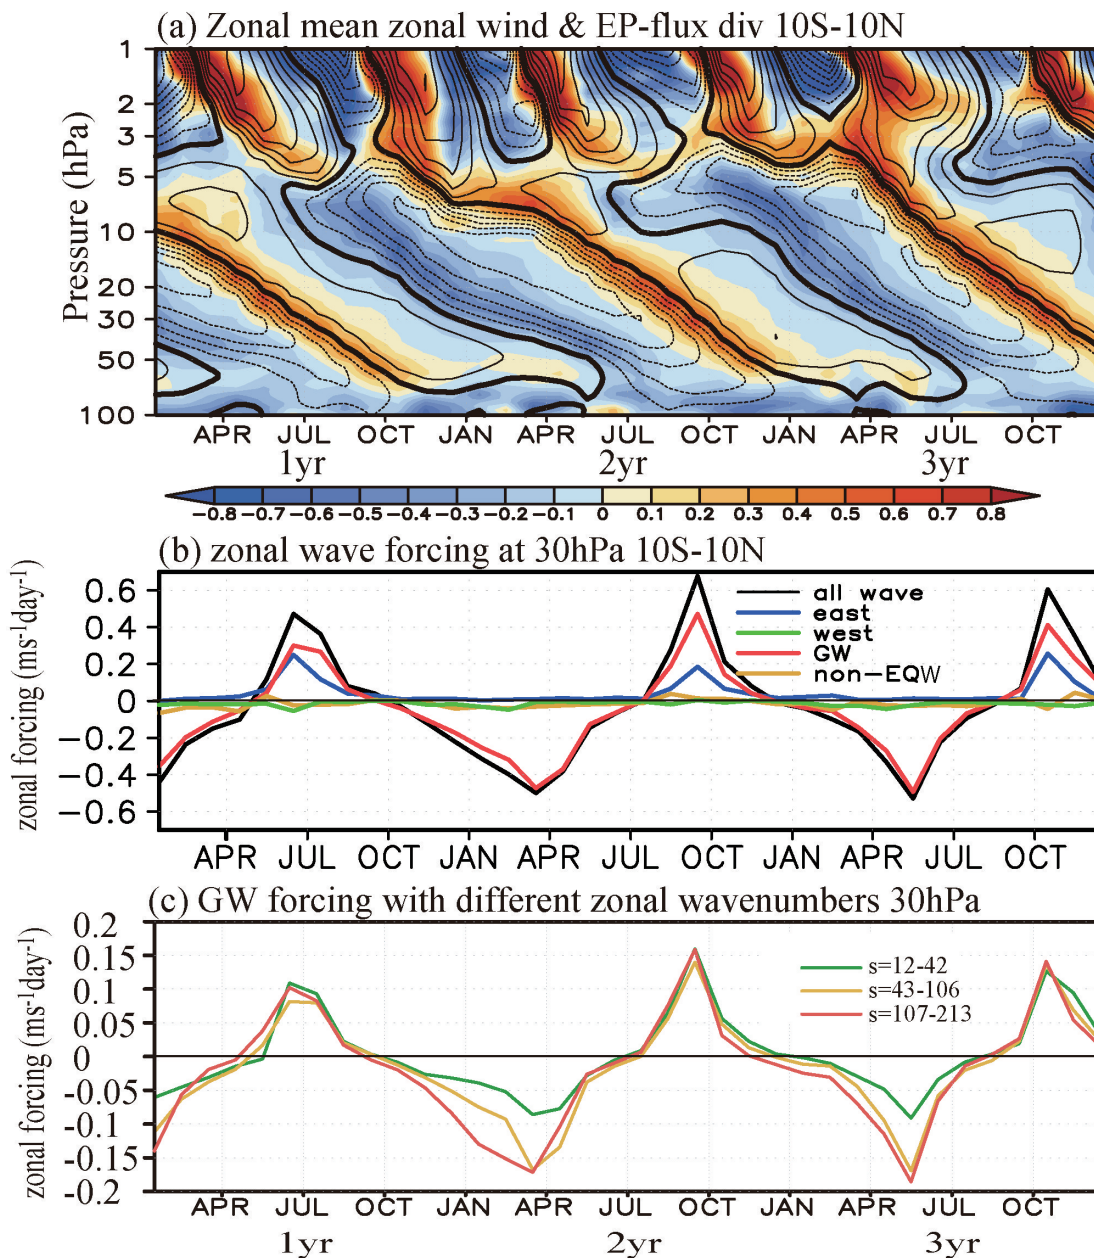 (a) Zonal mean zonal wind & EP-flux div 10S-10N
Pressure (hPa)
1
2
3
5
10
20
30
50
100
APR JUL OCT JAN APR JUL OCT JAN APR JUL OCT
1yr 2yr 3yr
-0.8 -0.7 -0.6 -0.5 -0.4 -0.3 -0.2 -0.1 0 0.1 0.2 0.3 0.4 0.5 0.6 0.7 0.8
(b) zonal wave forcing at 30hPa 10S-10N
zonal forcing (ms-1day-1)
0.6
0.4
0.2
0
-0.2
-0.4
-0.6
all wave
east
west
GW
non-EQW
APR JUL OCT JAN APR JUL OCT JAN APR JUL OCT
(c) GW forcing with different zonal wavenumbers 30hPa
zonal forcing (ms-1day-1)
0.2
0.15
0.1
0.05
0
-0.05
-0.1
-0.15
-0.2
s=12-42
s=43-106
s=107-213
APR JUL OCT JAN APR JUL OCT JAN APR JUL OCT
1yr 2yr 3yr